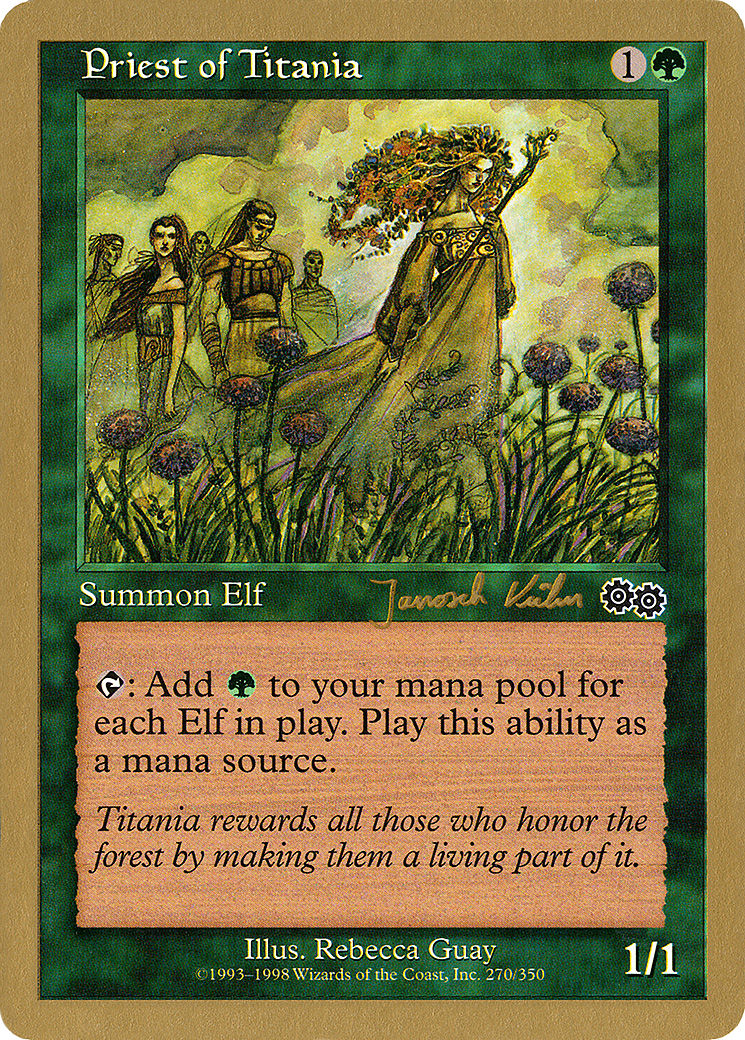 Priest of Titania 1
Summon Elf Janosch Kühn
: Add to your mana pool for
each Elf in play. Play this ability as
a mana source.
Titania rewards all those who honor the
forest by making them a living part of it.
Illus. Rebecca Guay
©1993–1998 Wizards of the Coast, Inc. 270/350
1/1